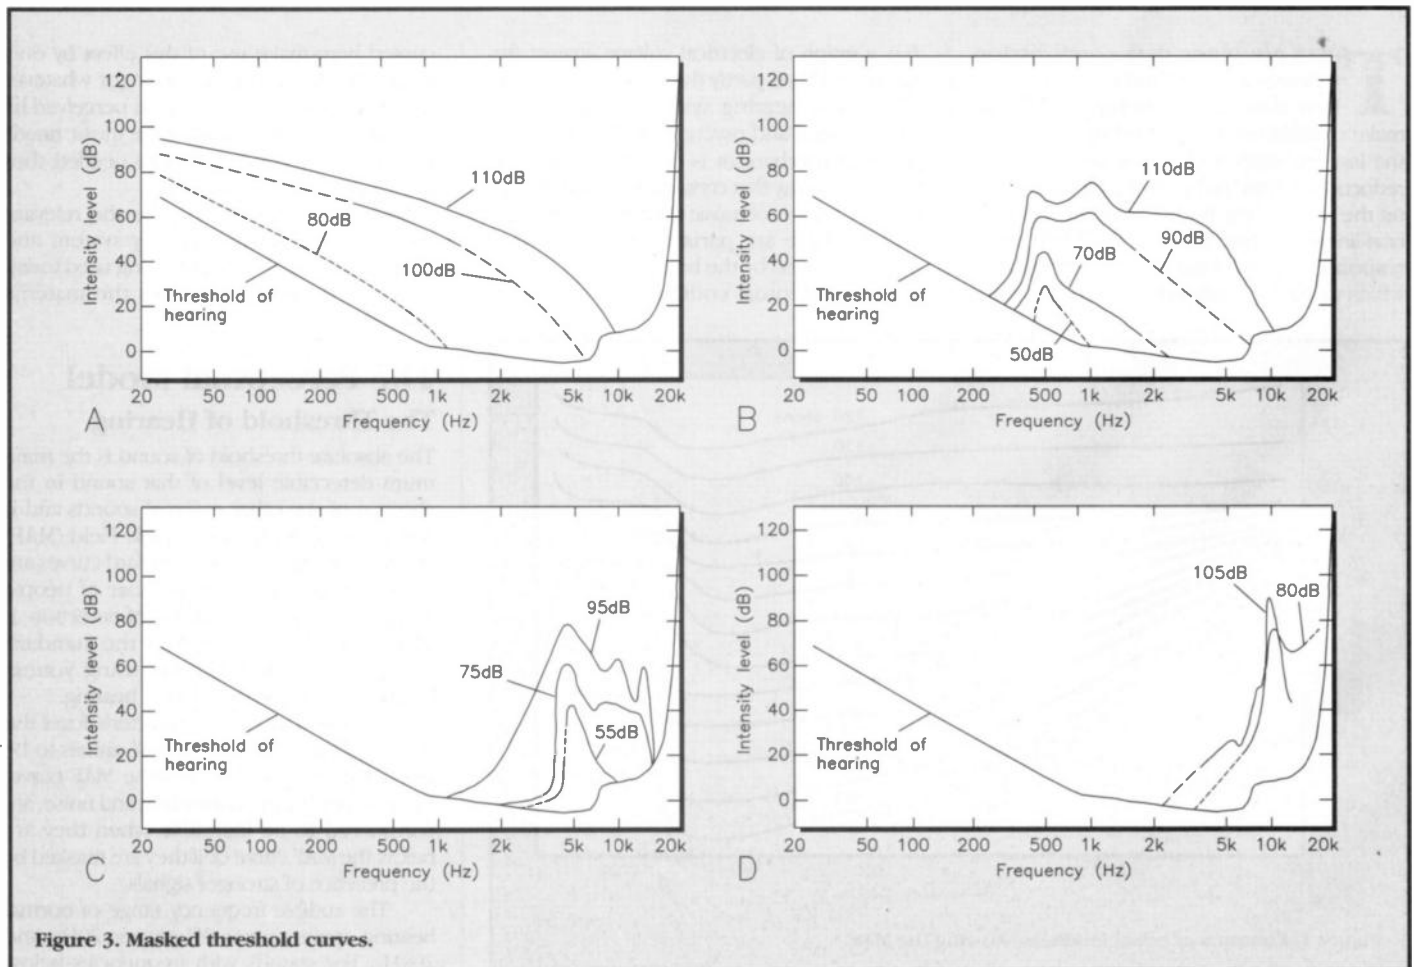 120
100
80
60
40
20
0
Intensity level (dB)
110dB
80dB
100dB
Threshold of
hearing
20 50 100 200 500 1k 2k 5k 10k 20k
A
Frequency (Hz)
120
100
80
60
40
20
0
Intensity level (dB)
110dB
90dB
70dB
50dB
Threshold of
hearing
20 50 100 200 500 1k 2k 5k 10k 20k
B
Frequency (Hz)
120
100
80
60
40
20
0
Intensity level (dB)
95dB
75dB
55dB
Threshold of
hearing
20 50 100 200 500 1k 2k 5k 10k 20k
C
Frequency (Hz)
120
100
80
60
40
20
0
Intensity level (dB)
105dB
80dB
Threshold of
hearing
20 50 100 200 500 1k 2k 5k 10k 20k
D
Frequency (Hz)
Figure 3. Masked threshold curves.